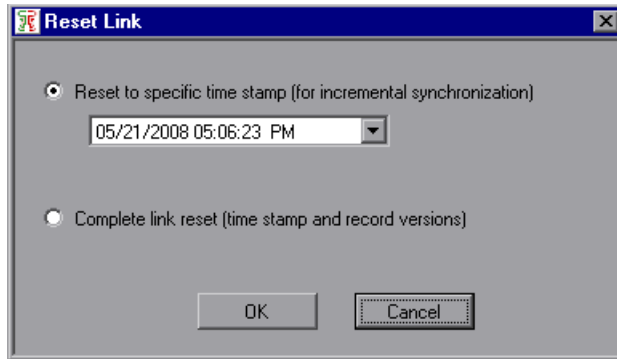 Reset Link
Reset to specific time stamp (for incremental synchronization)
05/21/2008 05:06:23 PM
Complete link reset (time stamp and record versions)
OK
Cancel